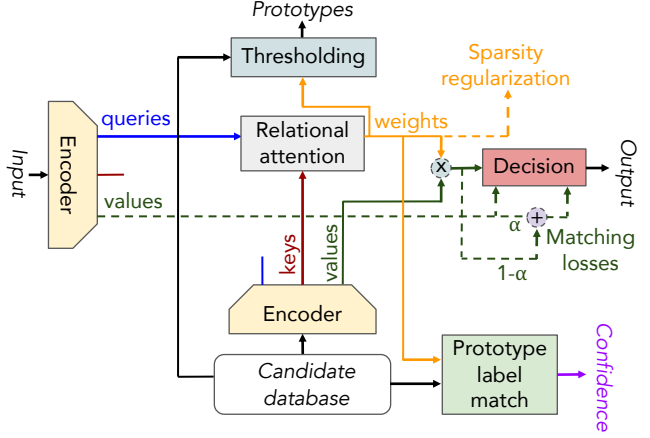 Prototypes
Thresholding
Sparsity
regularization
queries
Relational
attention
weights
Input
Encoder
x
Decision
Output
values
α
+
Matching
losses
1-α
keys
values
Encoder
Candidate
database
Prototype
label
match
Confidence